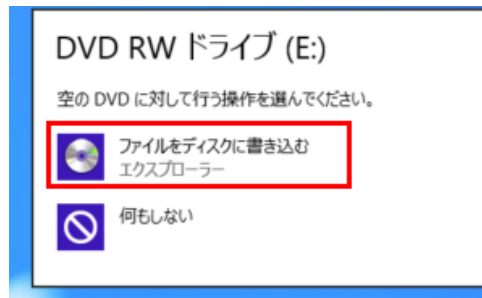 DVD RW ドライブ (E:)
空の DVD に対して行う操作を選んでください。
ファイルをディスクに書き込む
エクスプローラー
何もしない